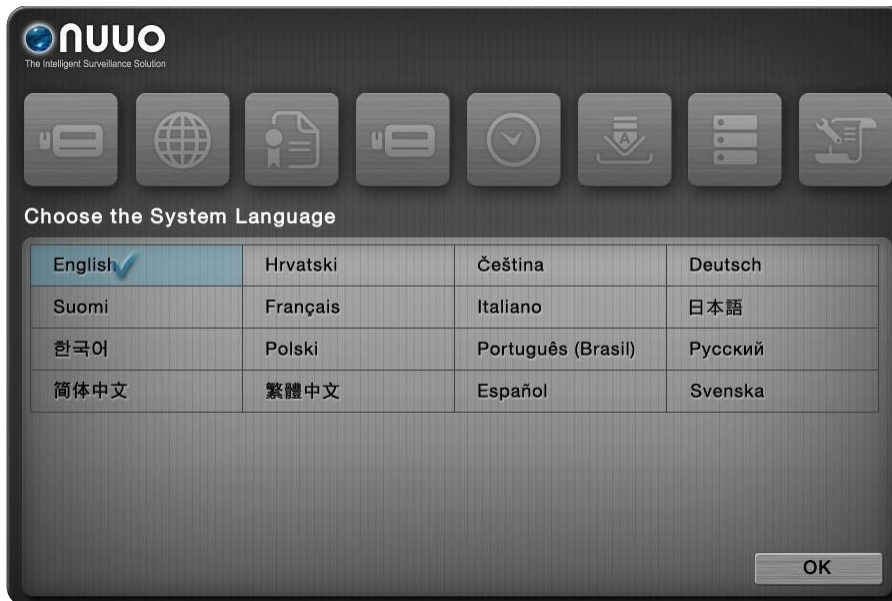 nuuo
The Intelligent Surveillance Solution
A
Choose the System Language
English Hrvatski Čeština Deutsch
Suomi Français Italiano 日本語
한국어 Polski Português (Brasil) Русский
简体中文 繁體中文 Español Svenska
OK